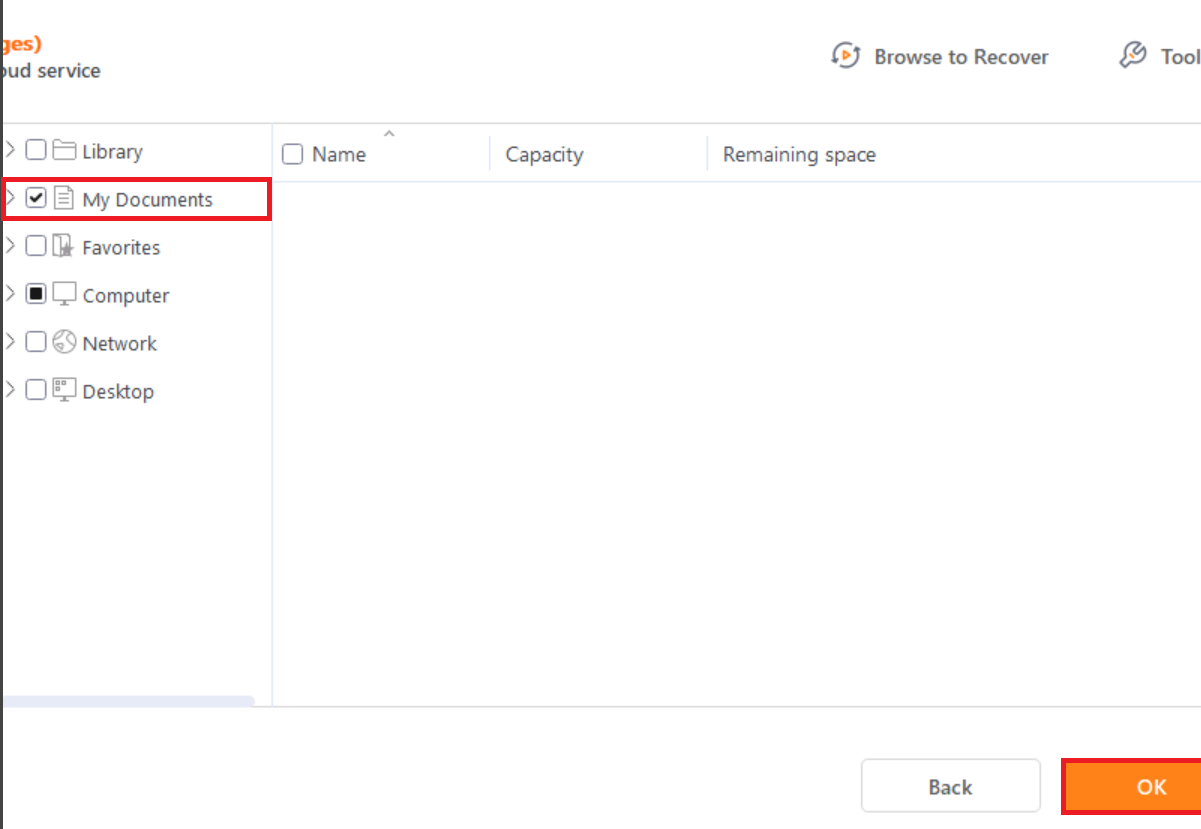 ges)
oud service
Browse to Recover
Tool
Library
Name
Capacity
Remaining space
My Documents
Favorites
Computer
Network
Desktop
Back
OK